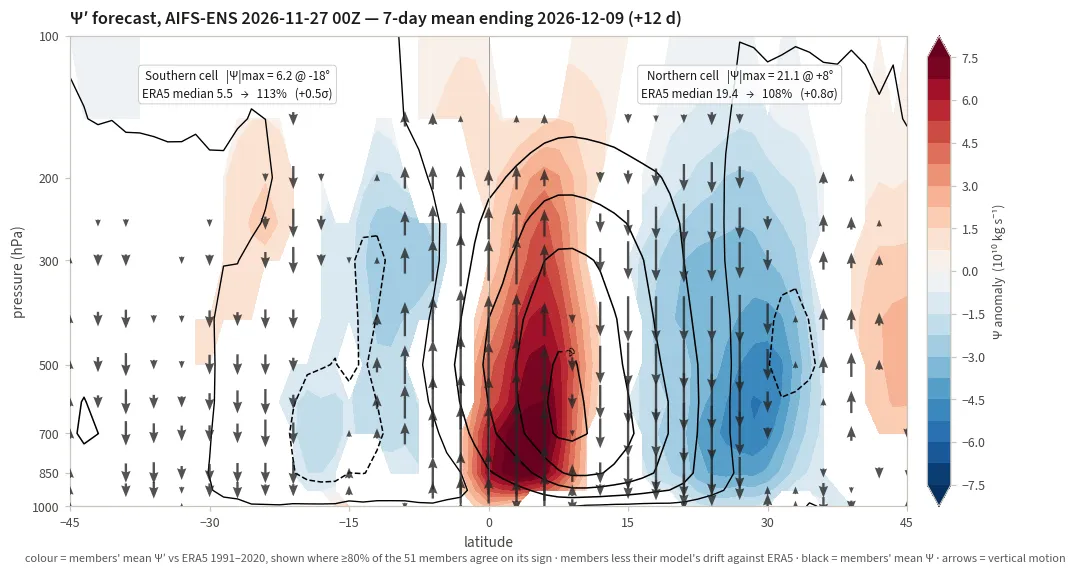 Ψ′ forecast, AIFS-ENS 2026-11-27 00Z — 7-day mean ending 2026-12-09 (+12 d)
Southern cell |Ψ|max = 6.2 @ -18°
ERA5 median 5.5 → 113% (+0.5σ)
Northern cell |Ψ|max = 21.1 @ +8°
ERA5 median 19.4 → 108% (+0.8σ)
pressure (hPa)
100
200
300
500
700
850
1000
−45
−30
−15
0
15
30
45
latitude
7.5
6.0
4.5
3.0
1.5
0.0
−1.5
−3.0
−4.5
−6.0
−7.5
Ψ anomaly (10¹⁰ kg s⁻¹)
colour = members' mean Ψ′ vs ERA5 1991–2020, shown where ≥80% of the 51 members agree on its sign · members less their model's drift against ERA5 · black = members' mean Ψ · arrows = vertical motion